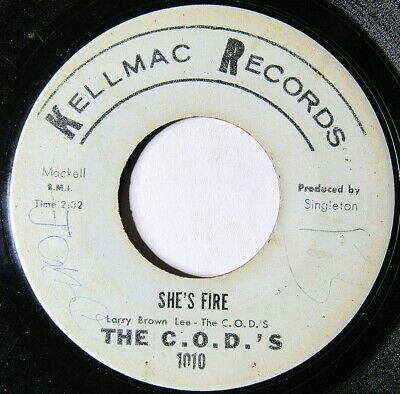 KELLMAC RECORDS
Mackell
B.M.I.
Time 2:32
Produced by
Singleton
SHE'S FIRE
Larry Brown Lee - The C.O.D.'S
THE C.O.D.'S
1010